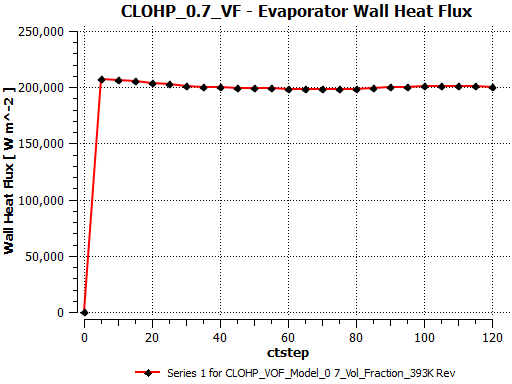 CLOHP_0.7_VF - Evaporator Wall Heat Flux
250,000
200,000
150,000
100,000
50,000
0
Wall Heat Flux [ W m^-2 ]
0 20 40 60 80 100 120
ctstep
Series 1 for CLOHP_VOF_Model_0 7_Vol_Fraction_393K Rev